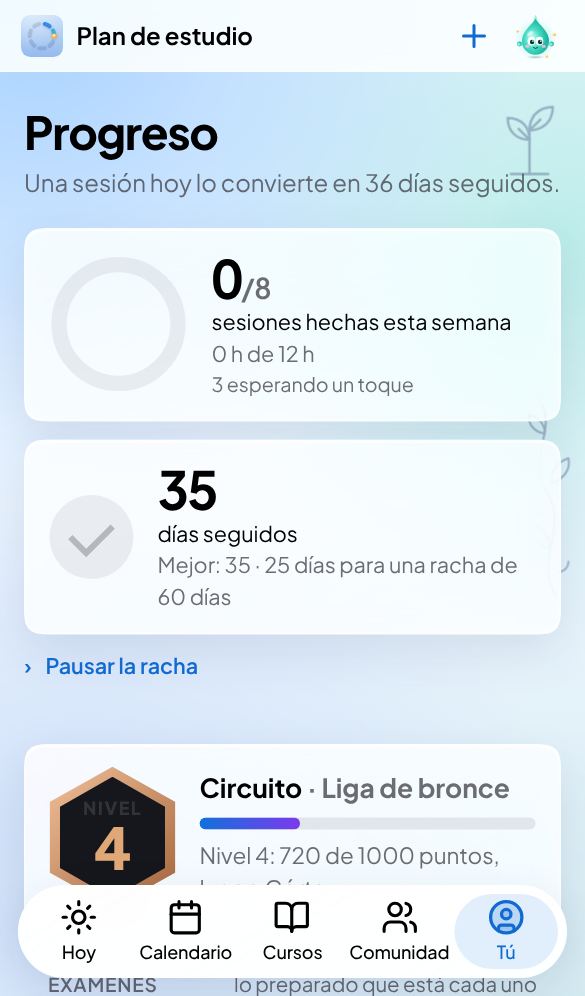 Plan de estudio
Progreso
Una sesión hoy lo convierte en 36 días seguidos.
0/8
sesiones hechas esta semana
0 h de 12 h
3 esperando un toque
35
días seguidos
Mejor: 35 · 25 días para una racha de
60 días
› Pausar la racha
NIVEL
4
Circuito · Liga de bronce
Nivel 4: 720 de 1000 puntos,
Hoy
Calendario
Cursos
Comunidad
Tú
EXÁMENES
lo preparado que está cada uno